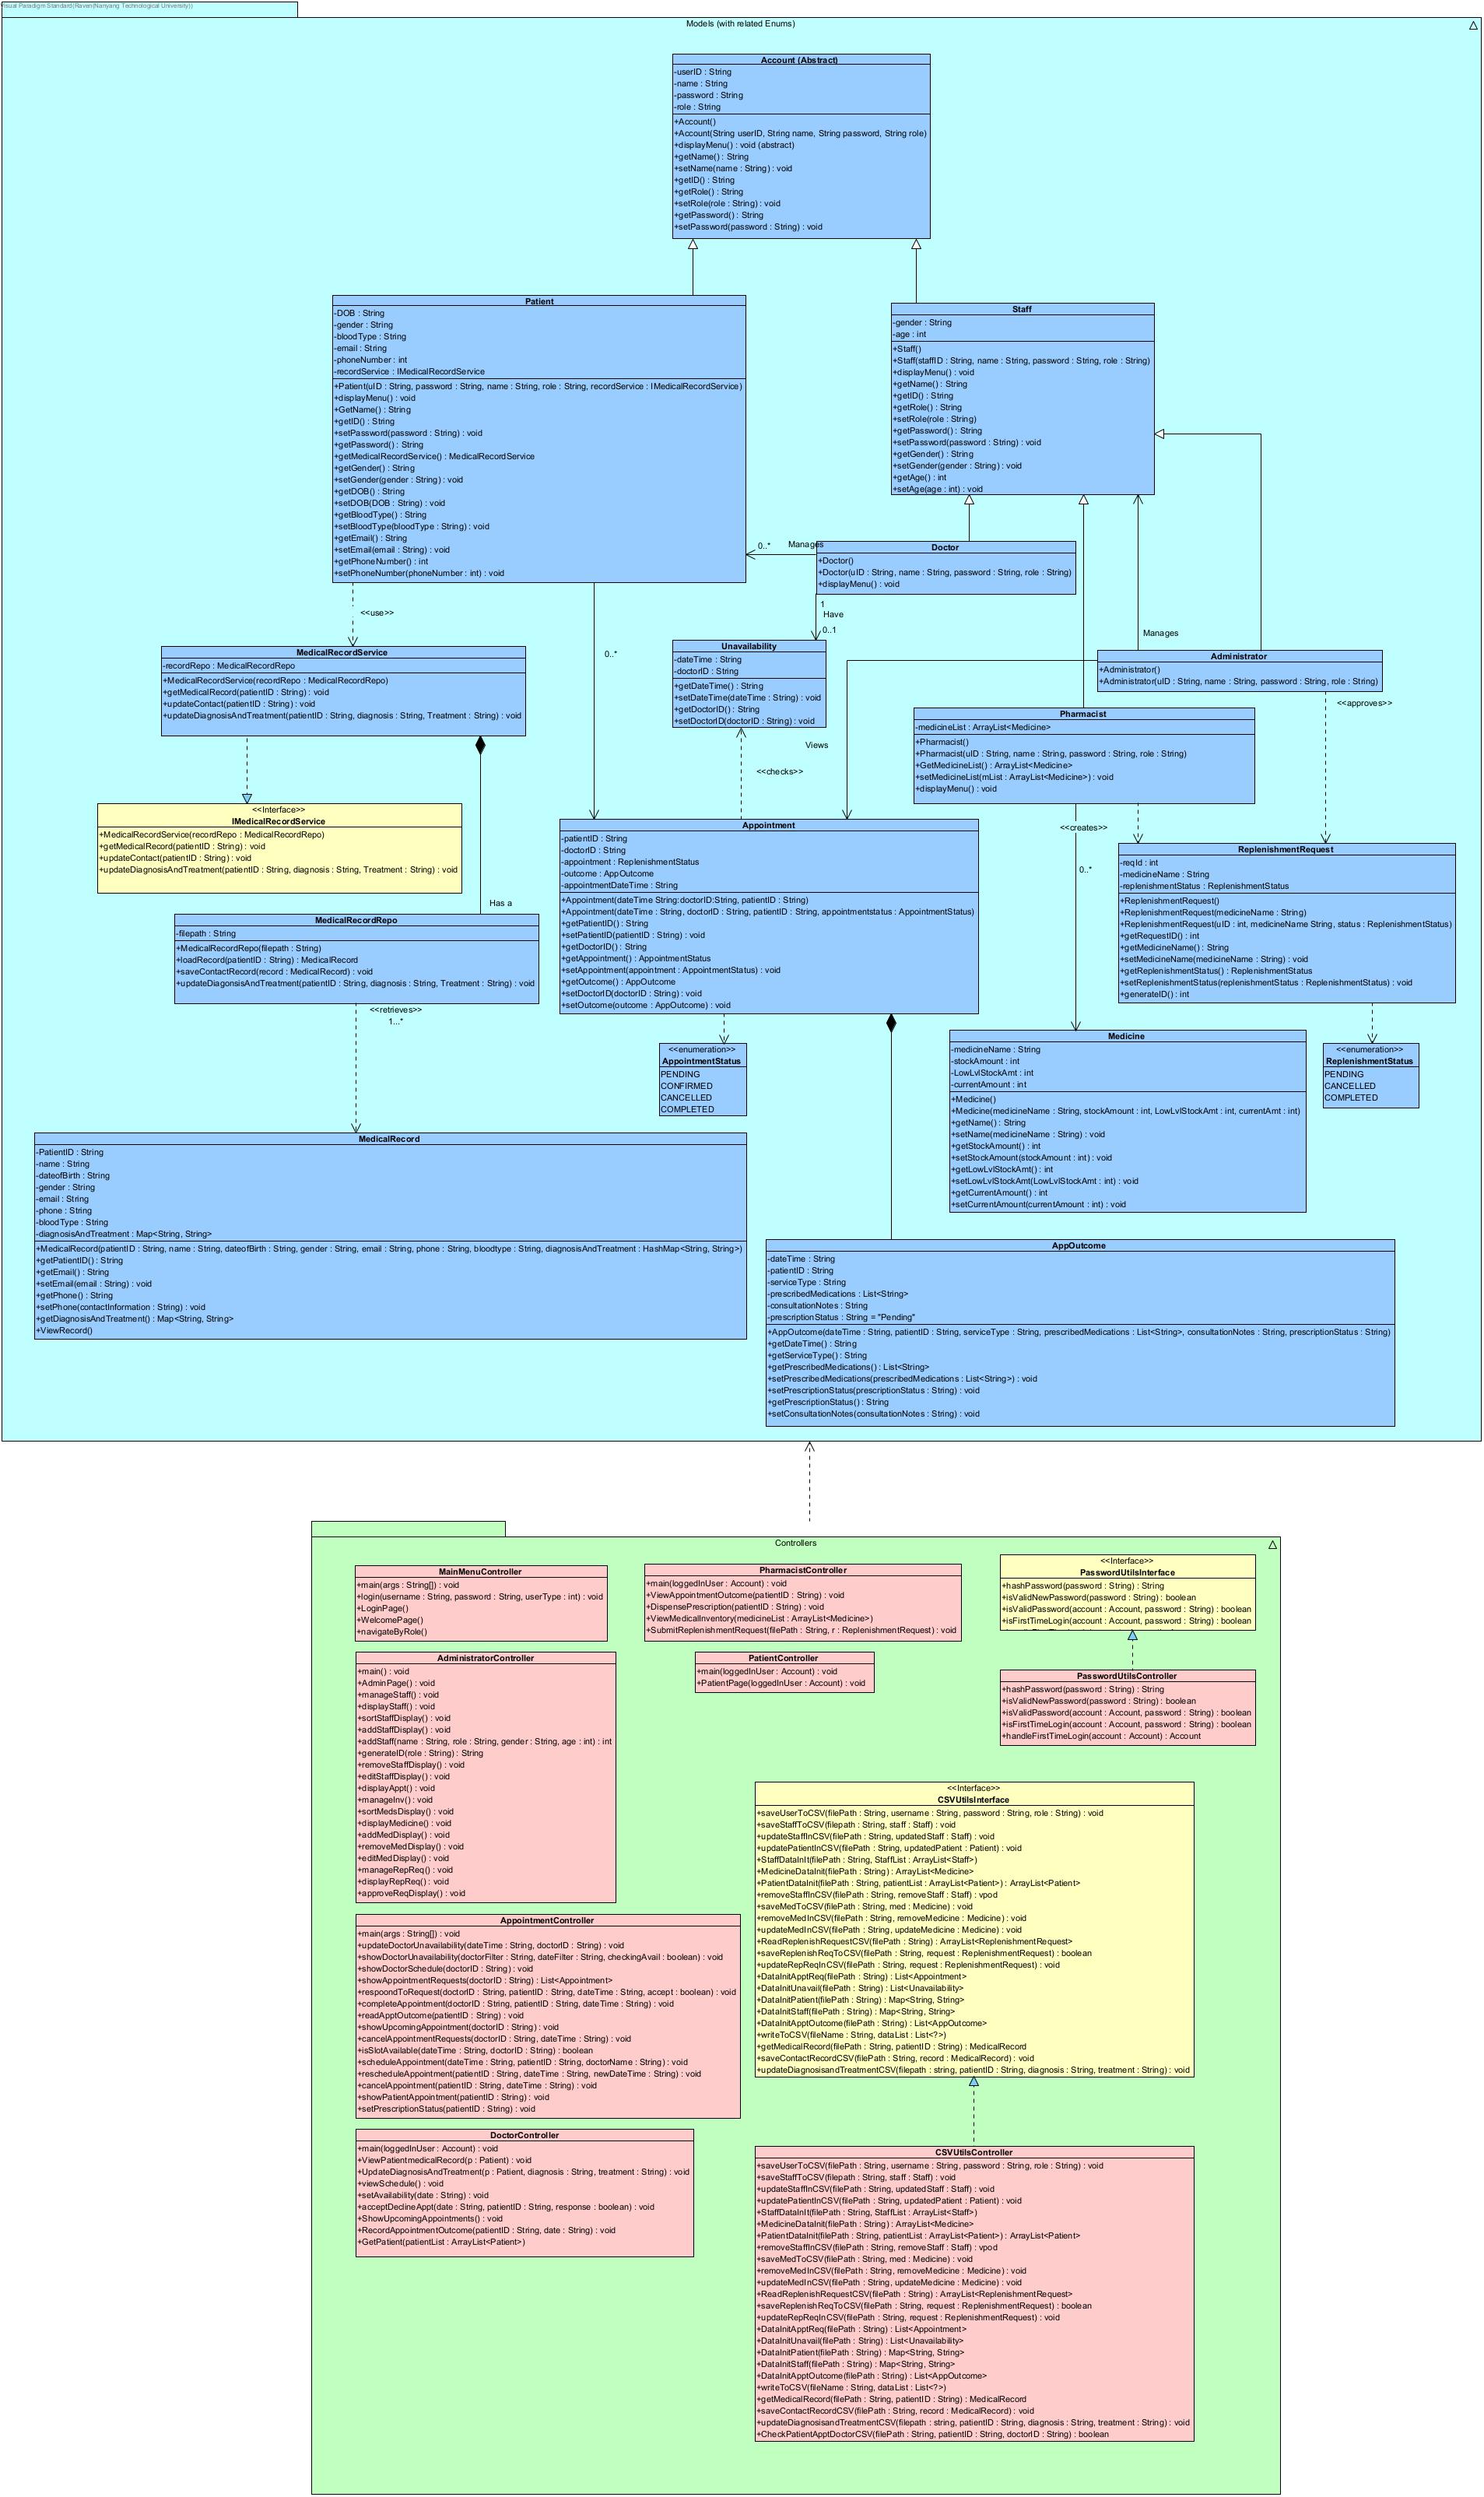 Visual Paradigm Standard(Raven(Nanyang Technological University))
Models (with related Enums)
Account (Abstract)
-userID : String
-name : String
-password : String
-role : String
+Account()
+Account(String userID, String name, String password, String role)
+displayMenu() : void (abstract)
+getName() : String
+setName(name : String) : void
+getID() : String
+getRole() : String
+setRole(role : String) : void
+getPassword() : String
+setPassword(password : String) : void
Patient
-DOB : String
-gender : String
-bloodType : String
-email : String
-phoneNumber : int
-recordService : IMedicalRecordService
+Patient(uID : String, password : String, name : String, role : String, recordService : IMedicalRecordService)
+displayMenu() : void
+GetName() : String
+getID() : String
+setPassword(password : String) : void
+getPassword() : String
+getMedicalRecordService() : MedicalRecordService
+getGender() : String
+setGender(gender : String) : void
+getDOB() : String
+setDOB(DOB : String) : void
+getBloodType() : String
+setBloodType(bloodType : String) : void
+getEmail() : String
+setEmail(email : String) : void
+getPhoneNumber() : int
+setPhoneNumber(phoneNumber : int) : void
Staff
-gender : String
-age : int
+Staff()
+Staff(staffID : String, name : String, password : String, role : String)
+displayMenu() : void
+getName() : String
+getID() : String
+getRole() : String
+setRole(role : String)
+getPassword() : String
+setPassword(password : String) : void
+getGender() : String
+setGender(gender : String) : void
+getAge() : int
+setAge(age : int) : void
0..*
Manages
Doctor
+Doctor()
+Doctor(uID : String, name : String, password : String, role : String)
+displayMenu() : void
<<use>>
1
Have
0..1
0..*
Manages
MedicalRecordService
-recordRepo : MedicalRecordRepo
+MedicalRecordService(recordRepo : MedicalRecordRepo)
+getMedicalRecord(patientID : String) : void
+updateContact(patientID : String) : void
+updateDiagnosisAndTreatment(patientID : String, diagnosis : String, Treatment : String) : void
Unavailability
-dateTime : String
-doctorID : String
+getDateTime() : String
+setDateTime(dateTime : String) : void
+getDoctorID() : String
+setDoctorID(doctorID : String) : void
Administrator
+Administrator()
+Administrator(uID : String, name : String, password : String, role : String)
<<approves>>
Pharmacist
-medicineList : ArrayList<Medicine>
+Pharmacist()
+Pharmacist(uID : String, name : String, password : String, role : String)
+GetMedicineList() : ArrayList<Medicine>
+setMedicineList(mList : ArrayList<Medicine>) : void
+displayMenu() : void
Views
<<checks>>
<<Interface>>
IMedicalRecordService
+MedicalRecordService(recordRepo : MedicalRecordRepo)
+getMedicalRecord(patientID : String) : void
+updateContact(patientID : String) : void
+updateDiagnosisAndTreatment(patientID : String, diagnosis : String, Treatment : String) : void
Has a
Appointment
-patientID : String
-doctorID : String
-appointment : ReplenishmentStatus
-outcome : AppOutcome
-appointmentDateTime : String
+Appointment(dateTime String:doctorID:String, patientID : String)
+Appointment(dateTime : String, doctorID : String, patientID : String, appointmentstatus : AppointmentStatus)
+getPatientID() : String
+setPatientID(patientID : String) : void
+getDoctorID() : String
+getAppointment() : AppointmentStatus
+setAppointment(appointment : AppointmentStatus) : void
+getOutcome() : AppOutcome
+setDoctorID(doctorID : String) : void
+setOutcome(outcome : AppOutcome) : void
<<creates>>
0..*
ReplenishmentRequest
-reqId : int
-medicineName : String
-replenishmentStatus : ReplenishmentStatus
+ReplenishmentRequest()
+ReplenishmentRequest(medicineName : String)
+ReplenishmentRequest(uID : int, medicineName String, status : ReplenishmentStatus)
+getRequestID() : int
+getMedicineName() : String
+setMedicineName(medicineName : String) : void
+getReplenishmentStatus() : ReplenishmentStatus
+setReplenishmentStatus(replenishmentStatus : ReplenishmentStatus) : void
+generateID() : int
MedicalRecordRepo
-filepath : String
+MedicalRecordRepo(filepath : String)
+loadRecord(patientID : String) : MedicalRecord
+saveContactRecord(record : MedicalRecord) : void
+updateDiagonsisAndTreatment(patientID : String, diagnosis : String, Treatment : String) : void
<<retrieves>>
1...*
<<enumeration>>
AppointmentStatus
PENDING
CONFIRMED
CANCELLED
COMPLETED
Medicine
-medicineName : String
-stockAmount : int
-LowLvlStockAmt : int
-currentAmount : int
+Medicine()
+Medicine(medicineName : String, stockAmount : int, LowLvlStockAmt : int, currentAmt : int)
+getName() : String
+setName(medicineName : String) : void
+getStockAmount() : int
+setStockAmount(stockAmount : int) : void
+getLowLvlStockAmt() : int
+setLowLvlStockAmt(LowLvlStockAmt : int) : void
+getCurrentAmount() : int
+setCurrentAmount(currentAmount : int) : void
<<enumeration>>
ReplenishmentStatus
PENDING
CANCELLED
COMPLETED
MedicalRecord
-PatientID : String
-name : String
-dateofBirth : String
-gender : String
-email : String
-phone : String
-bloodType : String
-diagnosisAndTreatment : Map<String, String>
+MedicalRecord(patientID : String, name : String, dateofBirth : String, gender : String, email : String, phone : String, bloodtype : String, diagnosisAndTreatment : HashMap<String, String>)
+getPatientID() : String
+getEmail() : String
+setEmail(email : String) : void
+getPhone() : String
+setPhone(contactInformation : String) : void
+getDiagnosisAndTreatment() : Map<String, String>
+ViewRecord()
AppOutcome
-dateTime : String
-patientID : String
-serviceType : String
-prescribedMedications : List<String>
-consultationNotes : String
-prescriptionStatus : String = "Pending"
+AppOutcome(dateTime : String, patientID : String, serviceType : String, prescribedMedications : List<String>, consultationNotes : String, prescriptionStatus : String)
+getDateTime() : String
+getServiceType() : String
+getPrescribedMedications() : List<String>
+setPrescribedMedications(prescribedMedications : List<String>) : void
+setPrescriptionStatus(prescriptionStatus : String) : void
+getPrescriptionStatus() : String
+setConsultationNotes(consultationNotes : String) : void
Controllers
MainMenuController
+main(args : String[]) : void
+login(username : String, password : String, userType : int) : void
+LoginPage()
+WelcomePage()
+navigateByRole()
PharmacistController
+main(loggedInUser : Account) : void
+ViewAppointmentOutcome(patientID : String) : void
+DispensePrescription(patientID : String) : void
+ViewMedicalInventory(medicineList : ArrayList<Medicine>)
+SubmitReplenishmentRequest(filePath : String, r : ReplenishmentRequest) : void
<<Interface>>
PasswordUtilsInterface
+hashPassword(password : String) : String
+isValidNewPassword(password : String) : boolean
+isValidPassword(account : Account, password : String) : boolean
+isFirstTimeLogin(account : Account, password : String) : boolean
AdministratorController
+main() : void
+AdminPage() : void
+manageStaff() : void
+displayStaff() : void
+sortStaffDisplay() : void
+addStaffDisplay() : void
+addStaff(name : String, role : String, gender : String, age : int) : int
+generateID(role : String) : String
+removeStaffDisplay() : void
+editStaffDisplay() : void
+displayAppt() : void
+manageInv() : void
+sortMedsDisplay() : void
+displayMedicine() : void
+addMedDisplay() : void
+removeMedDisplay() : void
+editMedDisplay() : void
+manageRepReq() : void
+displayRepReq() : void
+approveReqDisplay() : void
PatientController
+main(loggedInUser : Account) : void
+PatientPage(loggedInUser : Account) : void
PasswordUtilsController
+hashPassword(password : String) : String
+isValidNewPassword(password : String) : boolean
+isValidPassword(account : Account, password : String) : boolean
+isFirstTimeLogin(account : Account, password : String) : boolean
+handleFirstTimeLogin(account : Account) : Account
<<Interface>>
CSVUtilsInterface
+saveUserToCSV(filePath : String, username : String, password : String, role : String) : void
+saveStaffToCSV(filepath : String, staff : Staff) : void
+updateStaffInCSV(filePath : String, updatedStaff : Staff) : void
+updatePatientInCSV(filePath : String, updatedPatient : Patient) : void
+StaffDataInIt(filePath : String, StaffList : ArrayList<Staff>)
+MedicineDataInit(filePath : String) : ArrayList<Medicine>
+PatientDataInit(filePath : String, patientList : ArrayList<Patient>) : ArrayList<Patient>
+removeStaffInCSV(filePath : String, removeStaff : Staff) : vpod
+saveMedToCSV(filePath : String, med : Medicine) : void
+removeMedInCSV(filePath : String, removeMedicine : Medicine) : void
+updateMedInCSV(filePath : String, updateMedicine : Medicine) : void
+ReadReplenishRequestCSV(filePath : String) : ArrayList<ReplenishmentRequest>
+saveReplenishReqToCSV(filePath : String, request : ReplenishmentRequest) : boolean
+updateRepReqInCSV(filePath : String, request : ReplenishmentRequest) : void
+DataInitApptReq(filePath : String) : List<Appointment>
+DataInitUnavail(filePath : String) : List<Unavailability>
+DataInitPatient(filePath : String) : Map<String, String>
+DataInitStaff(filePath : String) : Map<String, String>
+DataInitApptOutcome(filePath : String) : List<AppOutcome>
+writeToCSV(fileName : String, dataList : List<?>)
+getMedicalRecord(filePath : String, patientID : String) : MedicalRecord
+saveContactRecordCSV(filePath : String, record : MedicalRecord) : void
+updateDiagnosisandTreatmentCSV(filepath : string, patientID : String, diagnosis : String, treatment : String) : void
AppointmentController
+main(args : String[]) : void
+updateDoctorUnavailability(dateTime : String, doctorID : String) : void
+showDoctorUnavailability(doctorFilter : String, dateFilter : String, checkingAvail : boolean) : void
+showDoctorSchedule(doctorID : String) : void
+showAppointmentRequests(doctorID : String) : List<Appointment>
+respoondToRequest(doctorID : String, patientID : String, dateTime : String, accept : boolean) : void
+completeAppointment(doctorID : String, patientID : String, dateTime : String) : void
+readApptOutcome(patientID : String) : void
+showUpcomingAppointment(doctorID : String) : void
+cancelAppointmentRequests(doctorID : String, dateTime : String) : void
+isSlotAvailable(dateTime : String, doctorID : String) : boolean
+scheduleAppointment(dateTime : String, patientID : String, doctorName : String) : void
+rescheduleAppointment(patientID : String, dateTime : String, newDateTime : String) : void
+cancelAppointment(patientID : String, dateTime : String) : void
+showPatientAppointment(patientID : String) : void
+setPrescriptionStatus(patientID : String) : void
DoctorController
+main(loggedInUser : Account) : void
+ViewPatientmedicalRecord(p : Patient) : void
+UpdateDiagnosisAndTreatment(p : Patient, diagnosis : String, treatment : String) : void
+viewSchedule() : void
+setAvailability(date : String) : void
+acceptDeclineAppt(date : String, patientID : String, response : boolean) : void
+ShowUpcomingAppointments() : void
+RecordAppointmentOutcome(patientID : String, date : String) : void
+GetPatient(patientList : ArrayList<Patient>)
CSVUtilsController
+saveUserToCSV(filePath : String, username : String, password : String, role : String) : void
+saveStaffToCSV(filepath : String, staff : Staff) : void
+updateStaffInCSV(filePath : String, updatedStaff : Staff) : void
+updatePatientInCSV(filePath : String, updatedPatient : Patient) : void
+StaffDataInIt(filePath : String, StaffList : ArrayList<Staff>)
+MedicineDataInit(filePath : String) : ArrayList<Medicine>
+PatientDataInit(filePath : String, patientList : ArrayList<Patient>) : ArrayList<Patient>
+removeStaffInCSV(filePath : String, removeStaff : Staff) : vpod
+saveMedToCSV(filePath : String, med : Medicine) : void
+removeMedInCSV(filePath : String, removeMedicine : Medicine) : void
+updateMedInCSV(filePath : String, updateMedicine : Medicine) : void
+ReadReplenishRequestCSV(filePath : String) : ArrayList<ReplenishmentRequest>
+saveReplenishReqToCSV(filePath : String, request : ReplenishmentRequest) : boolean
+updateRepReqInCSV(filePath : String, request : ReplenishmentRequest) : void
+DataInitApptReq(filePath : String) : List<Appointment>
+DataInitUnavail(filePath : String) : List<Unavailability>
+DataInitPatient(filePath : String) : Map<String, String>
+DataInitStaff(filePath : String) : Map<String, String>
+DataInitApptOutcome(filePath : String) : List<AppOutcome>
+writeToCSV(fileName : String, dataList : List<?>)
+getMedicalRecord(filePath : String, patientID : String) : MedicalRecord
+saveContactRecordCSV(filePath : String, record : MedicalRecord) : void
+updateDiagnosisandTreatmentCSV(filepath : string, patientID : String, diagnosis : String, treatment : String) : void
+CheckPatientApptDoctorCSV(filePath : String, patientID : String, doctorID : String) : boolean